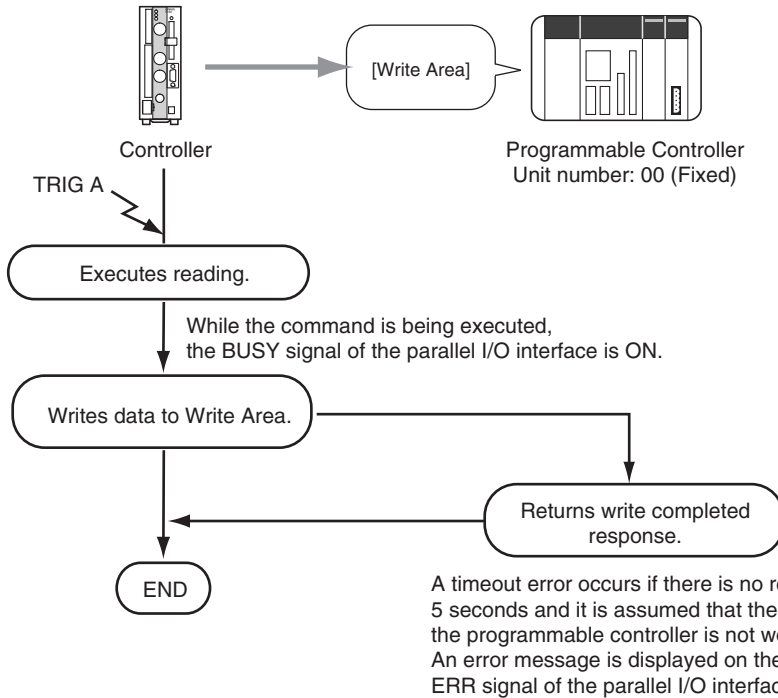 [Write Area]
Controller
Programmable Controller
Unit number: 00 (Fixed)
TRIG A
Executes reading.
While the command is being executed,
the BUSY signal of the parallel I/O interface is ON.
Writes data to Write Area.
Returns write completed
response.
END
A timeout error occurs if there is no
5 seconds and it is assumed that the
the programmable controller is not
An error message is displayed on the
ERR signal of the parallel I/O